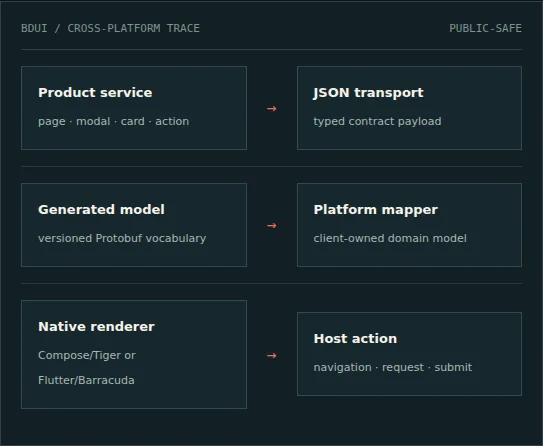 BDUI / CROSS-PLATFORM TRACE
PUBLIC-SAFE
Product service
page · modal · card · action
→
JSON transport
typed contract payload
Generated model
versioned Protobuf vocabulary
→
Platform mapper
client-owned domain model
Native renderer
Compose/Tiger or
Flutter/Barracuda
→
Host action
navigation · request · submit